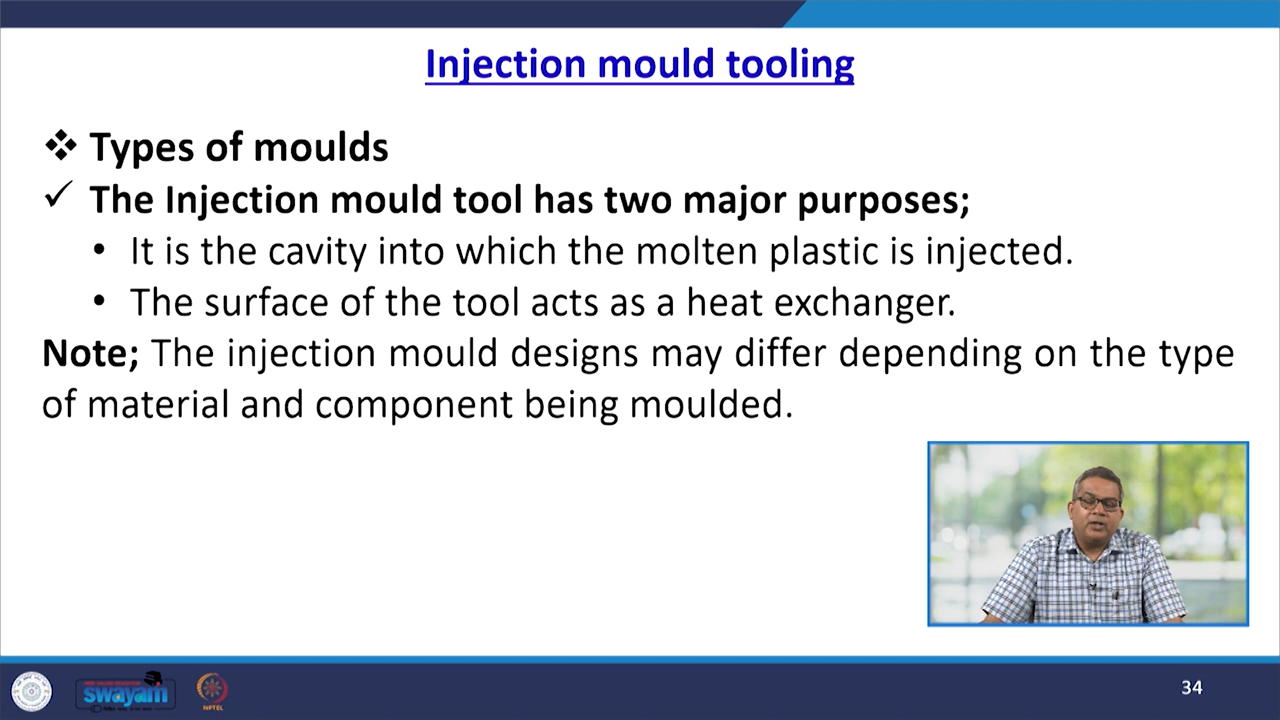 Injection mould tooling
❖ Types of moulds
✓ The Injection mould tool has two major purposes;
• It is the cavity into which the molten plastic is injected.
• The surface of the tool acts as a heat exchanger.
Note; The injection mould designs may differ depending on the type
of material and component being moulded.
swayam
NPTEL
34